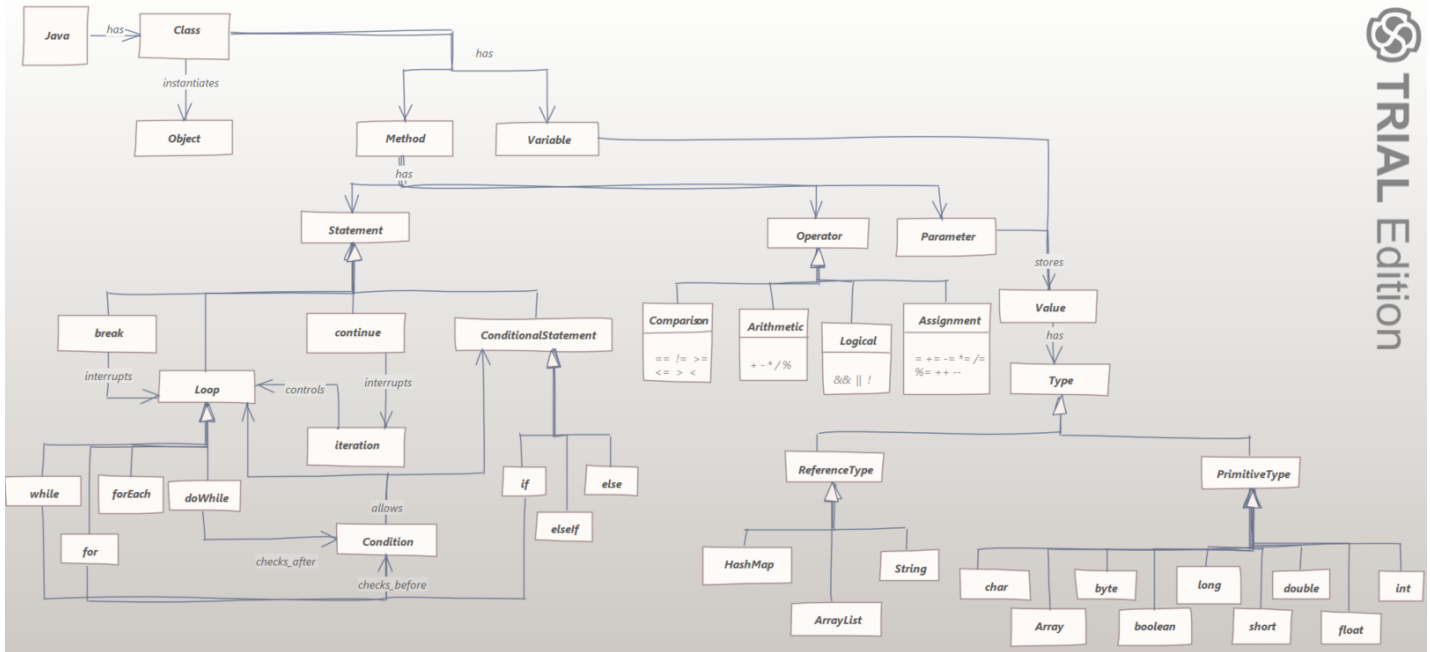 Java
has
Class
has
instantiates
Object
Method
Variable
has
Statement
Operator
Parameter
stores
break
continue
ConditionalStatement
Comparison
== != >=
<= > <
Arithmetic
+ - * / %
Logical
&& || !
Assignment
= += -= *= /=
%= ++ --
Value
has
Type
interrupts
Loop
controls
interrupts
iteration
while
forEach
doWhile
for
allows
Condition
checks_after
checks_before
if
elseIf
else
ReferenceType
PrimitiveType
HashMap
ArrayList
String
char
Array
byte
boolean
long
short
double
float
int
TRIAL Edition